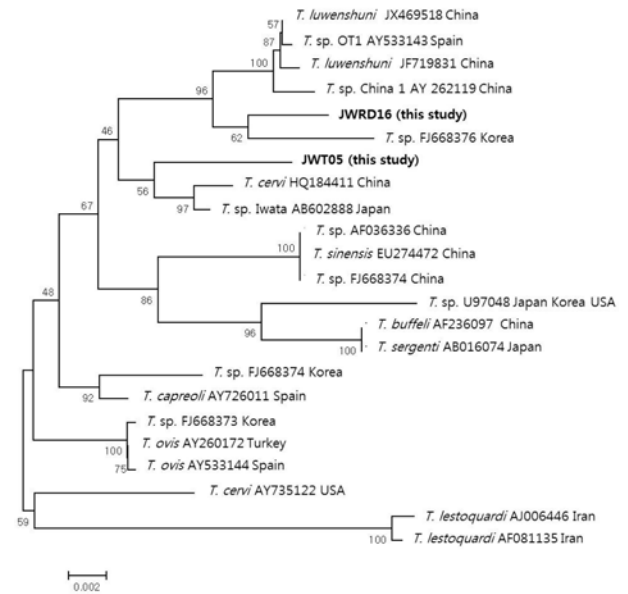 T. luwenshuni JX469518 China
57
T. sp. OT1 AY533143 Spain
87
T. luwenshuni JF719831 China
100
T. sp. China 1 AY 262119 China
96
JWRD16 (this study)
62
T. sp. FJ668376 Korea
46
JWT05 (this study)
56
T. cervi HQ184411 China
97
T. sp. Iwata AB602888 Japan
67
T. sp. AF036336 China
100
T. sinensis EU274472 China
T. sp. FJ668374 China
48
86
T. sp. U97048 Japan Korea USA
96
T. buffeli AF236097 China
100
T. sergenti AB016074 Japan
T. sp. FJ668374 Korea
92
T. capreoli AY726011 Spain
T. sp. FJ668373 Korea
100
T. ovis AY260172 Turkey
75
T. ovis AY533144 Spain
T. cervi AY735122 USA
59
T. lestoquardi AJ006446 Iran
100
T. lestoquardi AF081135 Iran
0.002